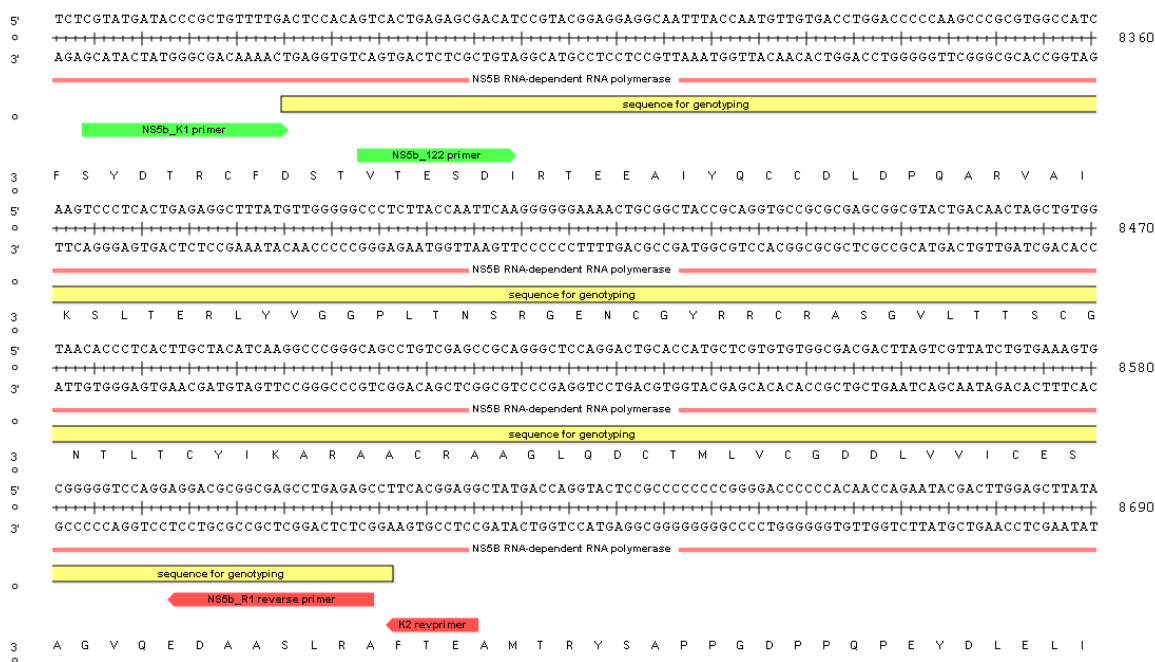 5' TCTCGTATGATACCCGCTGTTTTGACTCCACAGTCACTGAGAGCGACATCCGTACGGAGGAGGCAATTTACCAATGTTGTGACCTGGACCCCCAAGCCCGCGTGGCCATC
8360
3' AGAGCATACTATGGGCGACAAAACTGAGGTGTCAGTGACTCTCGCTGTAGGCATGCCTCCTCCGTTAAATGGTTACAACACTGGACCTGGGGGTTCGGGCGCACCGGTAG
NS5B RNA-dependent RNA polymerase
sequence for genotyping
NS5b_K1 primer
NS5b_122 primer
3 F S Y D T R C F D S T V T E S D I R T E E A I Y Q C C D L D P Q A R V A I
5' AAGTCCCTCACTGAGAGGCTTTATGTTGGGGGCCCTCTTACCAATTCAAGGGGGGAAAACTGCGGCTACCGCAGGTGCCGCGCGAGCGGCGTACTGACAACTAGCTGTGG
8470
3' TTCAGGGAGTGACTCTCCGAAATACAACCCCCGGGAGAATGGTTAAGTTCCCCCCTTTTGACGCCGATGGCGTCCACGGCGCGCTCGCCGCATGACTGTTGATCGACACC
NS5B RNA-dependent RNA polymerase
sequence for genotyping
3 K S L T E R L Y V G G P L T N S R G E N C G Y R R C R A S G V L T T S C G
5' TAACACCCTCACTTGCTACATCAAGGCCCGGGCAGCCTGTCGAGCCGCAGGGCTCCAGGACTGCACCATGCTCGTGTGTGGCGACGACTTAGTCGTTATCTGTGAAAGTG
8580
3' ATTGTGGGAGTGAACGATGTAGTTCCGGGCCCGTCGGACAGCTCGGCGTCCCGAGGTCCTGACGTGGTACGAGCACACACCGCTGCTGAATCAGCAATAGACACTTTCAC
NS5B RNA-dependent RNA polymerase
sequence for genotyping
3 N T L T C Y I K A R A A C R A A G L Q D C T M L V C G D D L V V I C E S
5' CGGGGGTCCAGGAGGACGCGGCGAGCCTGAGAGCCTTCACGGAGGCTATGACCAGGTACTCCGCCCCCCCCGGGGACCCCCCACAACCAGAATACGACTTGGAGCTTATA
8690
3' GCCCCCAGGTCCTCCTGCGCCGCTCGGACTCTCGGAAGTGCCTCCGATACTGGTCCATGAGGCGGGGGGGGCCCCTGGGGGGTGTTGGTCTTATGCTGAACCTCGAATAT
NS5B RNA-dependent RNA polymerase
sequence for genotyping
NS5b_R1 reverse primer
K2 revprimer
3 A G V Q E D A A S L R A F T E A M T R Y S A P P G D P P Q P E Y D L E L I